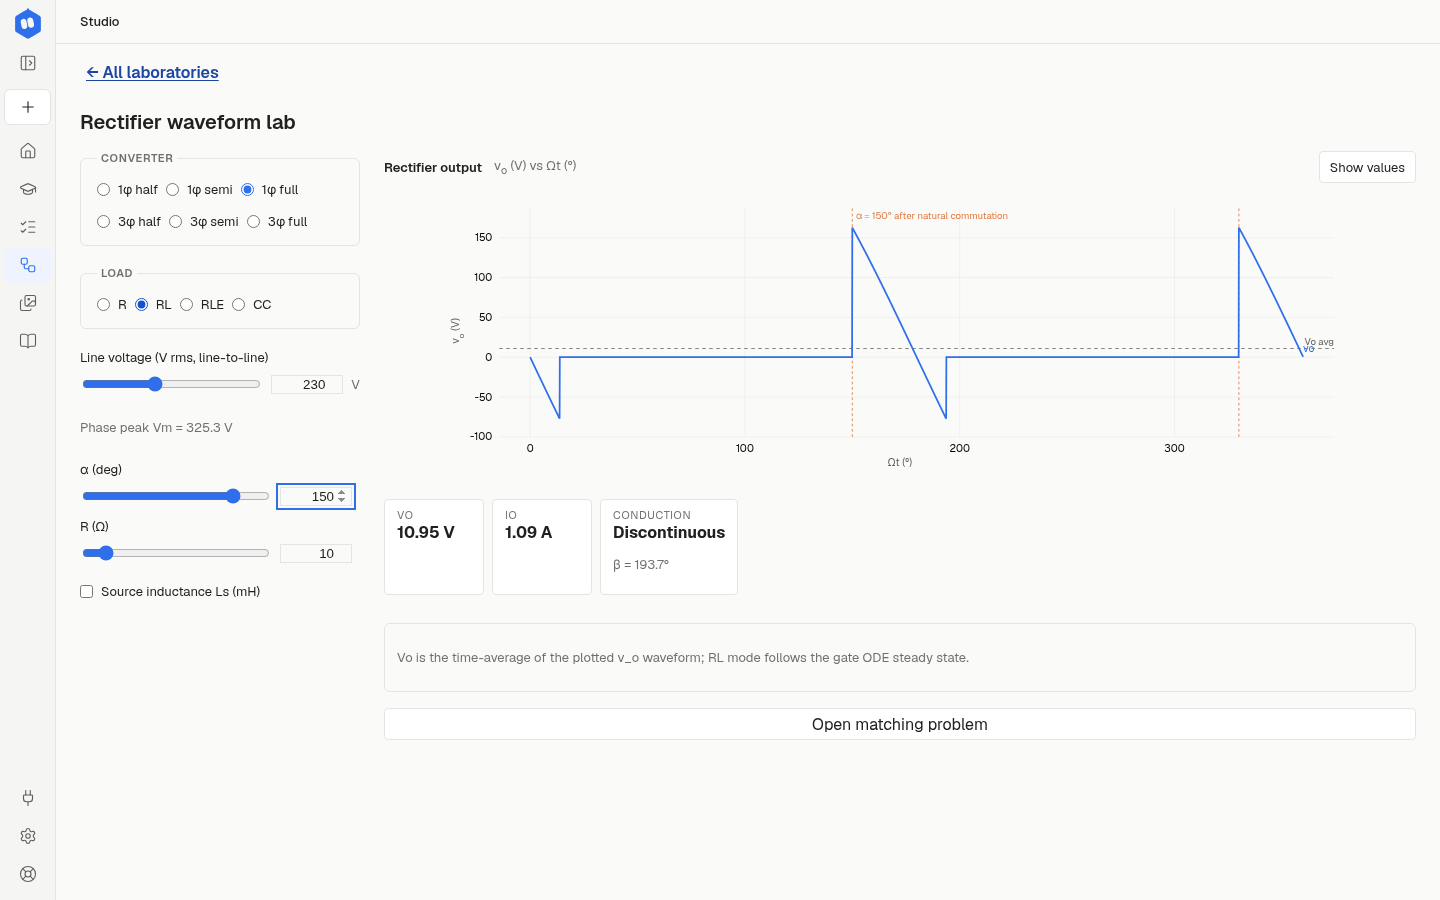 Studio
← All laboratories
Rectifier waveform lab
CONVERTER
1φ half 1φ semi 1φ full
3φ half 3φ semi 3φ full
LOAD
R RL RLE CC
Line voltage (V rms, line-to-line)
230 V
Phase peak Vm = 325.3 V
α (deg)
150
R (Ω)
10
Source inductance Ls (mH)
Rectifier output vo (V) vs Ωt (°)
Show values
α = 150° after natural commutation
150
100
50
0
-50
-100
vo (V)
Vo avg
vo
0 100 200 300
Ωt (°)
VO
10.95 V
IO
1.09 A
CONDUCTION
Discontinuous
β = 193.7°
Vo is the time-average of the plotted v_o waveform; RL mode follows the gate ODE steady state.
Open matching problem